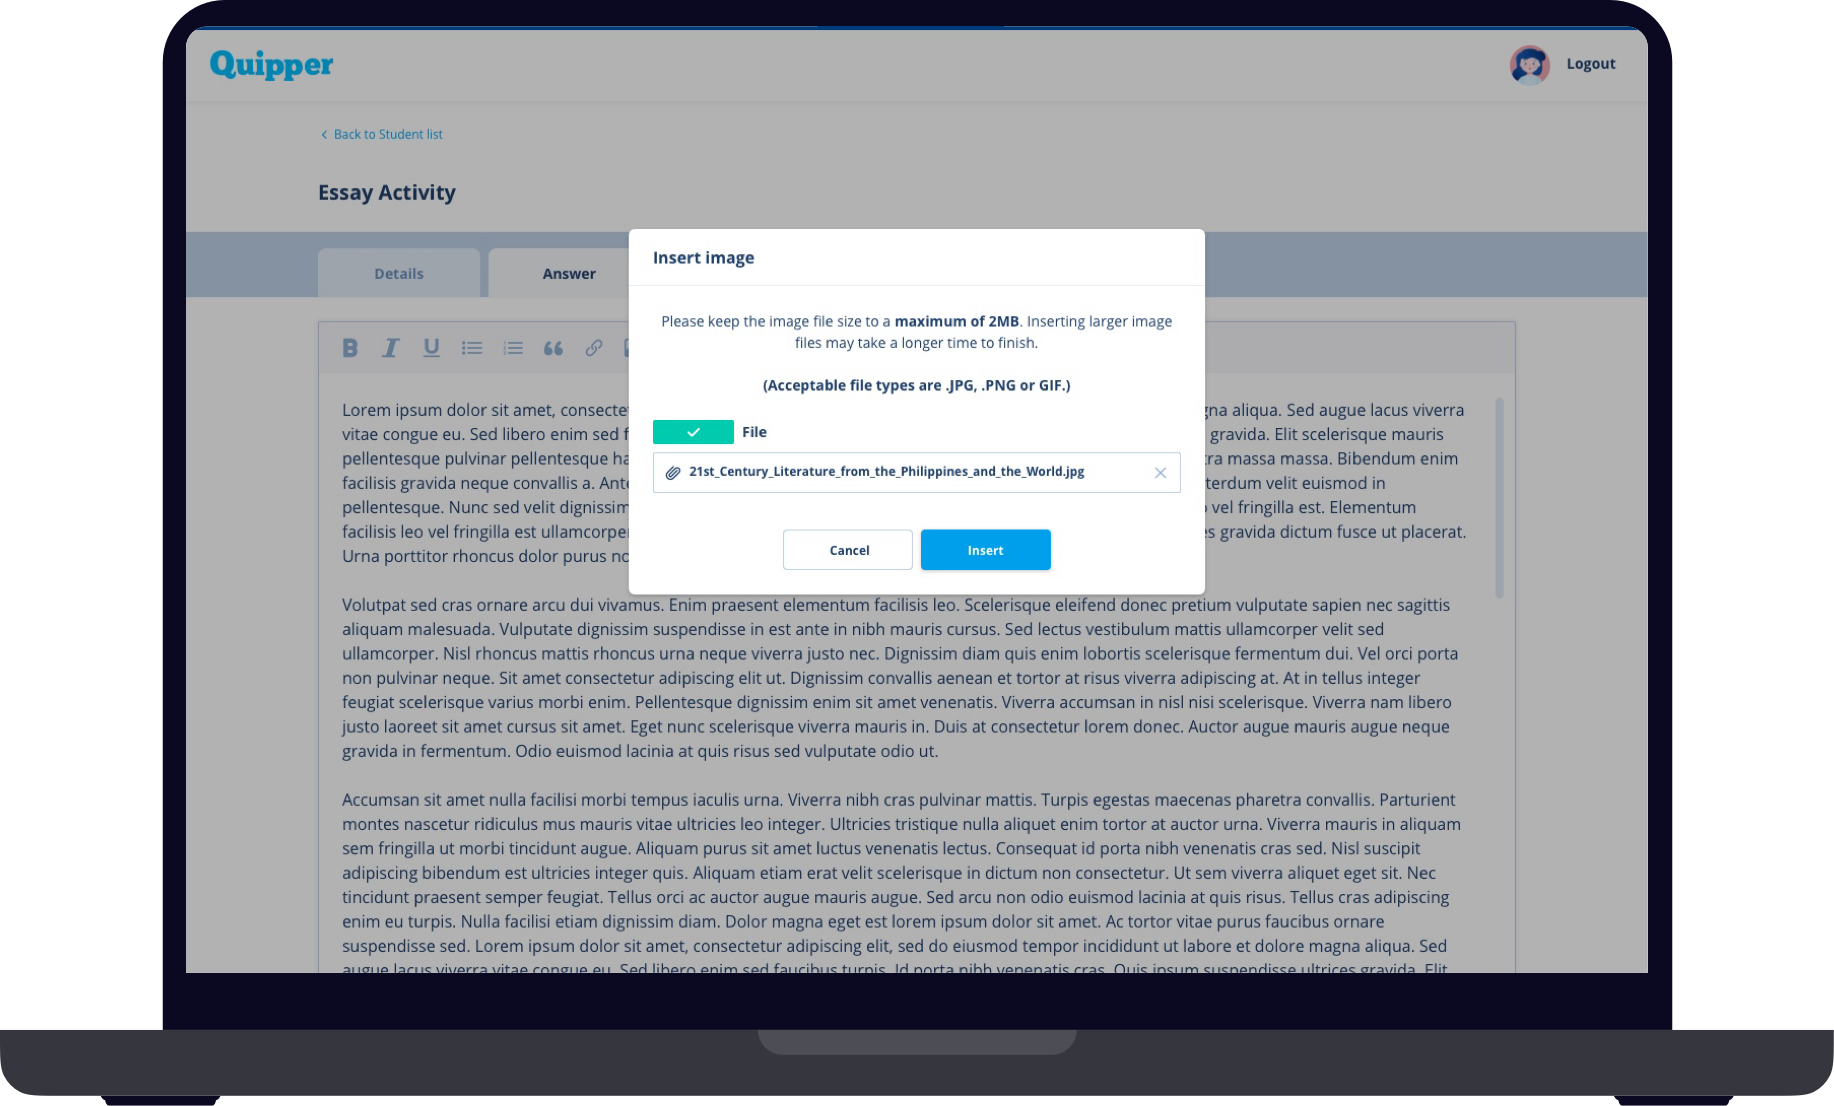 Quipper
Logout
Back to Student list
Essay Activity
Details
Answer
Insert image
Please keep the image file size to a maximum of 2MB. Inserting larger image
files may take a longer time to finish.
(Acceptable file types are .JPG, .PNG or GIF.)
File
21st_Century_Literature_from_the_Philippines_and_the_World.jpg
Cancel
Insert
B I U
Lorem ipsum dolor sit amet, aliqua. Sed augue lacus viverra
vitae congue eu. Sed libero enim sed gravida. Elit scelerisque mauris
pellentesque pulvinar pellentesque massa massa. Bibendum enim
facilisis gravida neque convallis a. velit euismod in
pellentesque. Nunc sed velit dignissim vel fringilla est. Elementum
facilisis leo vel fringilla est gravida dictum fusce ut placerat.
Urna porttitor rhoncus dolor purus
Volutpat sed cras ornare arcu dui vivamus. Enim praesent elementum facilisis leo. Scelerisque eleifend donec pretium vulputate sapien nec sagittis
aliquam malesuada. Vulputate dignissim suspendisse in est ante in nibh mauris cursus. Sed lectus vestibulum mattis ullamcorper velit sed
ullamcorper. Nisl rhoncus mattis rhoncus urna neque viverra justo nec. Dignissim diam quis enim lobortis scelerisque fermentum dui. Vel orci porta
non pulvinar neque. Sit amet consectetur adipiscing elit ut. Dignissim convallis aenean et tortor at risus viverra adipiscing at. At in tellus integer
feugiat scelerisque varius morbi enim. Pellentesque dignissim enim sit amet venenatis. Viverra accumsan in nisl nisi scelerisque. Viverra nam libero
justo laoreet sit amet cursus sit amet. Eget nunc scelerisque viverra mauris in. Duis at consectetur lorem donec. Auctor augue mauris augue neque
gravida in fermentum. Odio euismod lacinia at quis risus sed vulputate odio ut.
Accumsan sit amet nulla facilisi morbi tempus iaculis urna. Viverra nibh cras pulvinar mattis. Turpis egestas maecenas pharetra convallis. Parturient
montes nascetur ridiculus mus mauris vitae ultricies leo integer. Ultricies tristique nulla aliquet enim tortor at auctor urna. Viverra mauris in aliquam
sem fringilla ut morbi tincidunt augue. Aliquam purus sit amet luctus venenatis lectus. Consequat id porta nibh venenatis cras sed. Nisl suscipit
adipiscing bibendum est ultricies integer quis. Aliquam etiam erat velit scelerisque in dictum non consectetur. Ut sem viverra aliquet eget sit. Nec
tincidunt praesent semper feugiat. Tellus orci ac auctor augue mauris augue. Sed arcu non odio euismod lacinia at quis risus. Tellus cras adipiscing
enim eu turpis. Nulla facilisi etiam dignissim diam. Dolor magna eget est lorem ipsum dolor sit amet. Ac tortor vitae purus faucibus ornare
suspendisse sed. Lorem ipsum dolor sit amet, consectetur adipiscing elit, sed do eiusmod tempor incididunt ut labore et dolore magna aliqua. Sed
augue lacus viverra vitae congue eu. Sed libero enim sed faucibus turpis. Id porta nibh venenatis cras. Quis ipsum suspendisse ultrices gravida. Elit